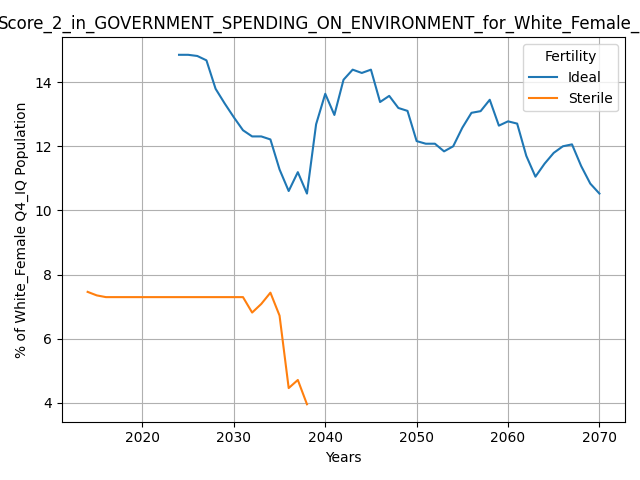 Score_2_in_GOVERNMENT_SPENDING_ON_ENVIRONMENT_for_White_Female_
Fertility
Ideal
Sterile
% of White_Female Q4_IQ Population
14
12
10
8
6
4
2020
2030
2040
2050
2060
2070
Years